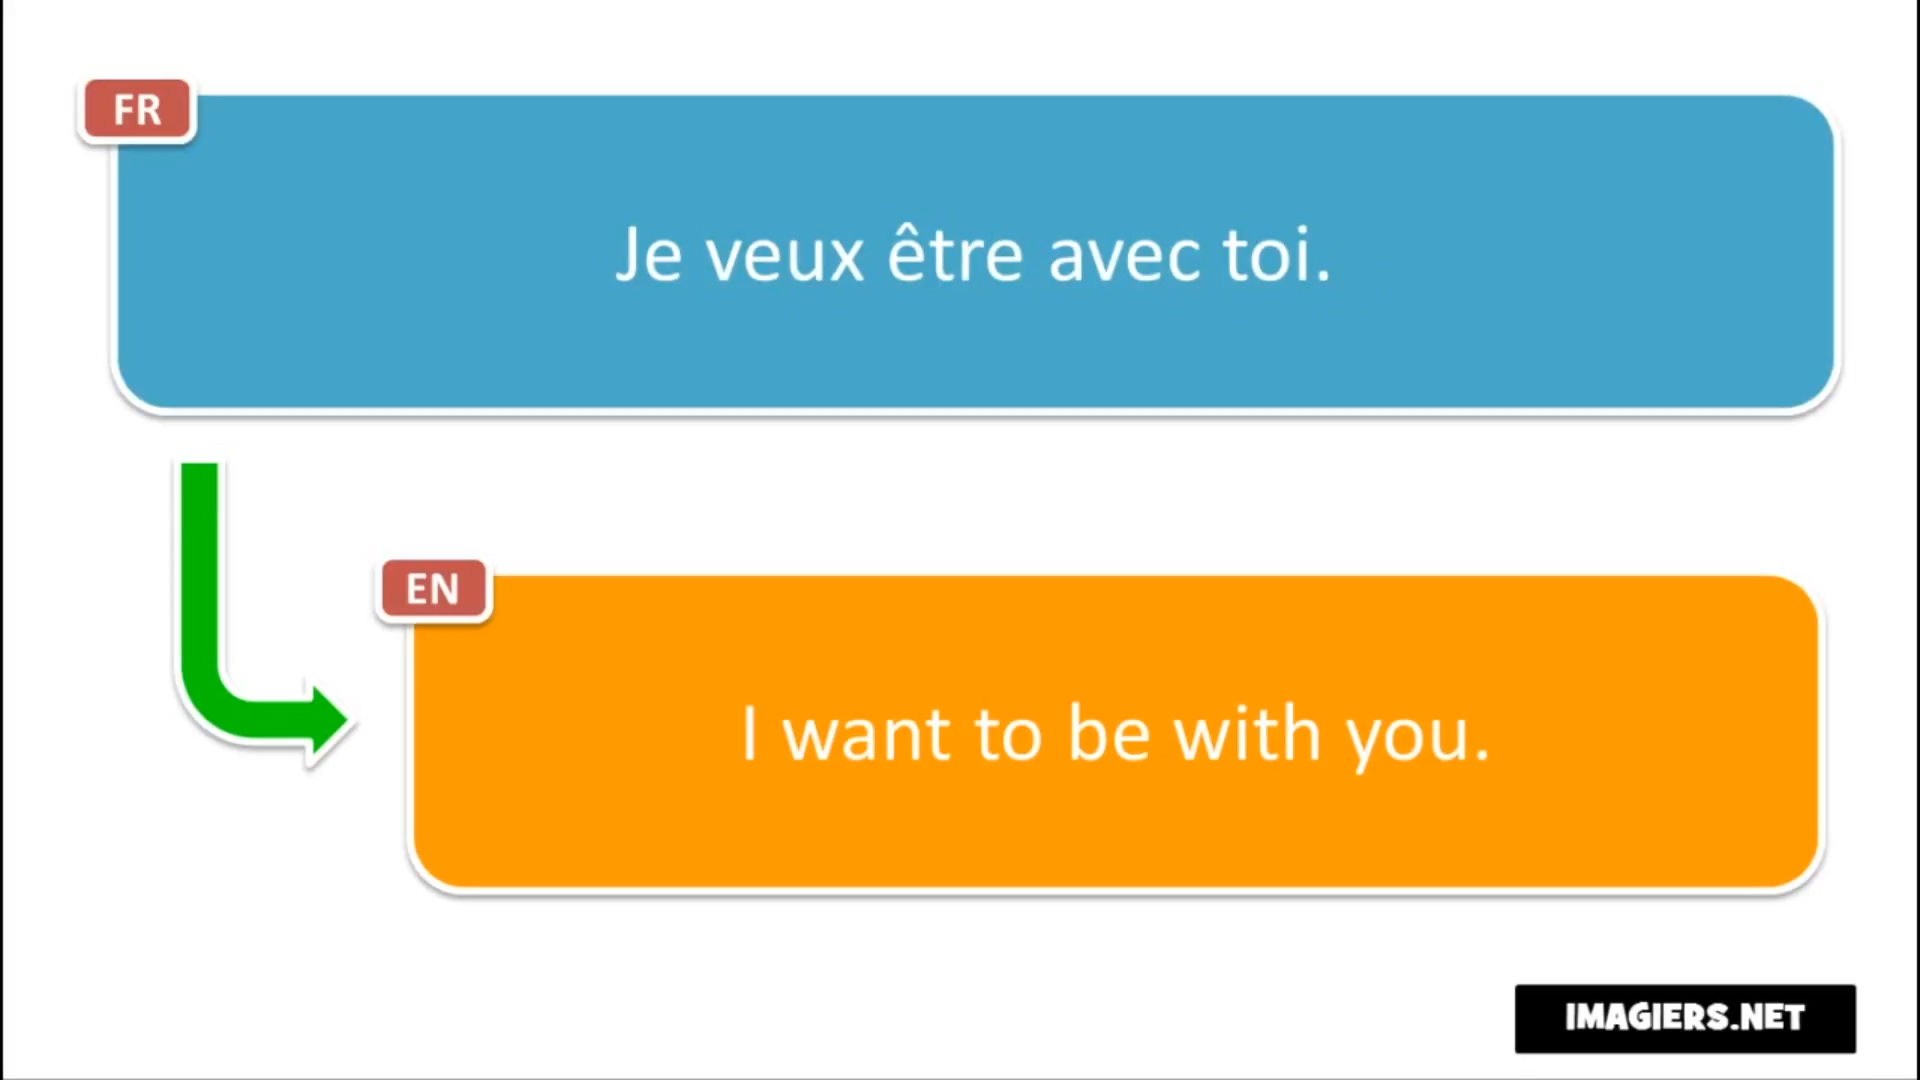 FR
Je veux être avec toi.
EN
I want to be with you.
IMAGIERS.NET